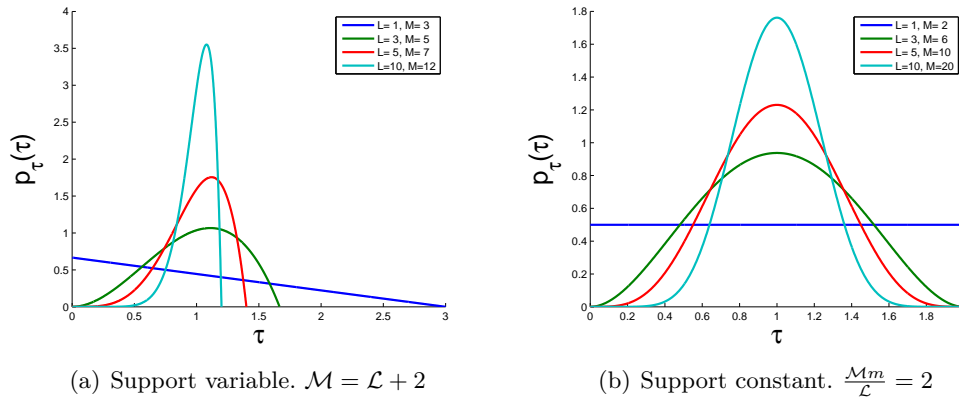 4
3.5
3
2.5
2
1.5
1
0.5
0
0 0.5 1 1.5 2 2.5 3
p_τ(τ)
τ
L= 1, M= 3
L= 3, M= 5
L= 5, M= 7
L=10, M=12
(a) Support variable. ℳ = ℒ + 2
1.8
1.6
1.4
1.2
1
0.8
0.6
0.4
0.2
0
0 0.2 0.4 0.6 0.8 1 1.2 1.4 1.6 1.8
p_τ(τ)
τ
L= 1, M= 2
L= 3, M= 6
L= 5, M=10
L=10, M=20
(b) Support constant. ℳm/ℒ = 2